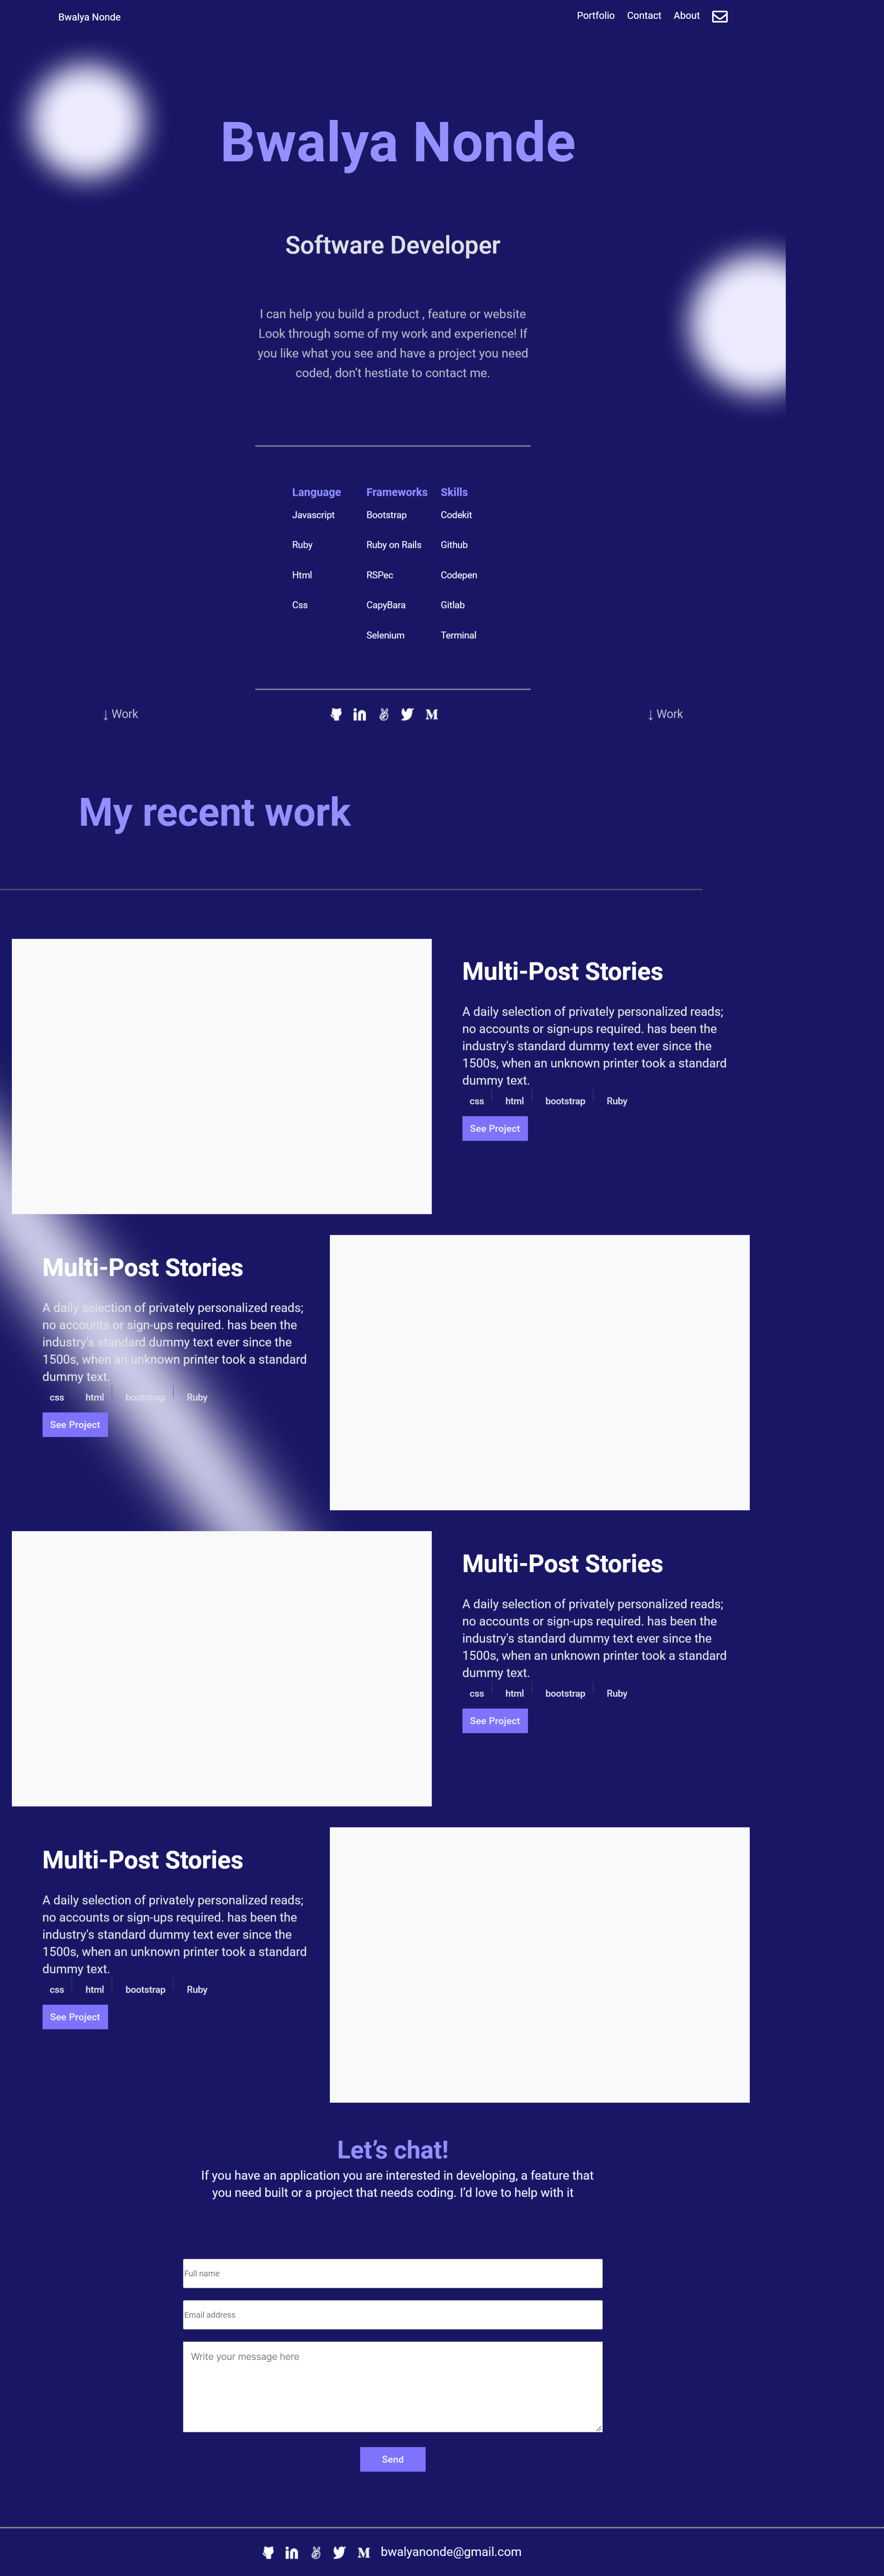 Bwalya Nonde
Portfolio Contact About
Bwalya Nonde
Software Developer
I can help you build a product , feature or website
Look through some of my work and experience! If
you like what you see and have a project you need
coded, don’t hestiate to contact me.
Language Frameworks Skills
Javascript Bootstrap Codekit
Ruby Ruby on Rails Github
Html RSPec Codepen
Css CapyBara Gitlab
Selenium Terminal
↓ Work ↓ Work
My recent work
Multi-Post Stories
A daily selection of privately personalized reads;
no accounts or sign-ups required. has been the
industry's standard dummy text ever since the
1500s, when an unknown printer took a standard
dummy text.
css html bootstrap Ruby
See Project
Multi-Post Stories
A daily selection of privately personalized reads;
no accounts or sign-ups required. has been the
industry's standard dummy text ever since the
1500s, when an unknown printer took a standard
dummy text.
css html bootstrap Ruby
See Project
Multi-Post Stories
A daily selection of privately personalized reads;
no accounts or sign-ups required. has been the
industry's standard dummy text ever since the
1500s, when an unknown printer took a standard
dummy text.
css html bootstrap Ruby
See Project
Multi-Post Stories
A daily selection of privately personalized reads;
no accounts or sign-ups required. has been the
industry's standard dummy text ever since the
1500s, when an unknown printer took a standard
dummy text.
css html bootstrap Ruby
See Project
Let’s chat!
If you have an application you are interested in developing, a feature that
you need built or a project that needs coding. I’d love to help with it
Full name
Email address
Write your message here
Send
bwalyanonde@gmail.com